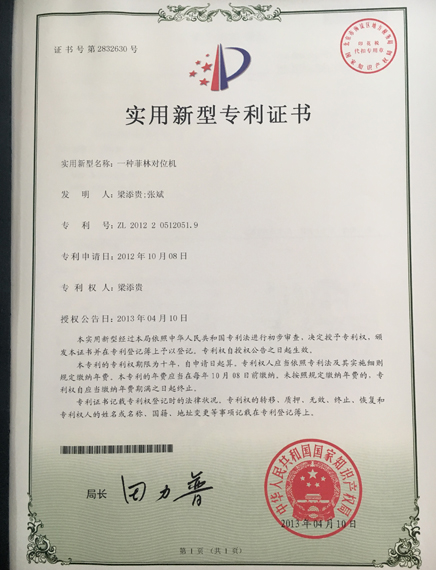 证书号第2832630号
印花税
代扣专用章
实用新型专利证书
实用新型名称：一种菲林对位机
发明人：梁添贵;张斌
专利号：ZL 2012 2 0512051.9
专利申请日：2012年10月08日
专利权人：梁添贵
授权公告日：2013年04月10日
本实用新型经过本局依照中华人民共和国专利法进行初步审查，决定授予专利权，颁
发本证书并在专利登记簿上予以登记。专利权自授权公告之日起生效。
本专利的专利权期限为十年，自申请日起算。专利权人应当依照专利法及其实施细则
规定缴纳年费。本专利的年费应当在每年10月08日前缴纳。未按照规定缴纳年费的，专
利权自应当缴纳年费期满之日起终止。
专利证书记载专利权登记时的法律状况。专利权的转移、质押、无效、终止、恢复和
专利权人的姓名或名称、国籍、地址变更等事项记载在专利登记簿上。
局长 田力普
中华人民共和国国家知识产权局
2013年04月10日
第1页（共1页）